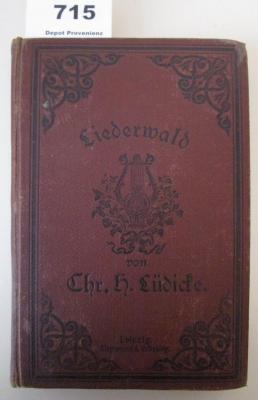 715
Depot Provenienz
Liederwald
von
Chr. H. Lüdicke.
Leipzig